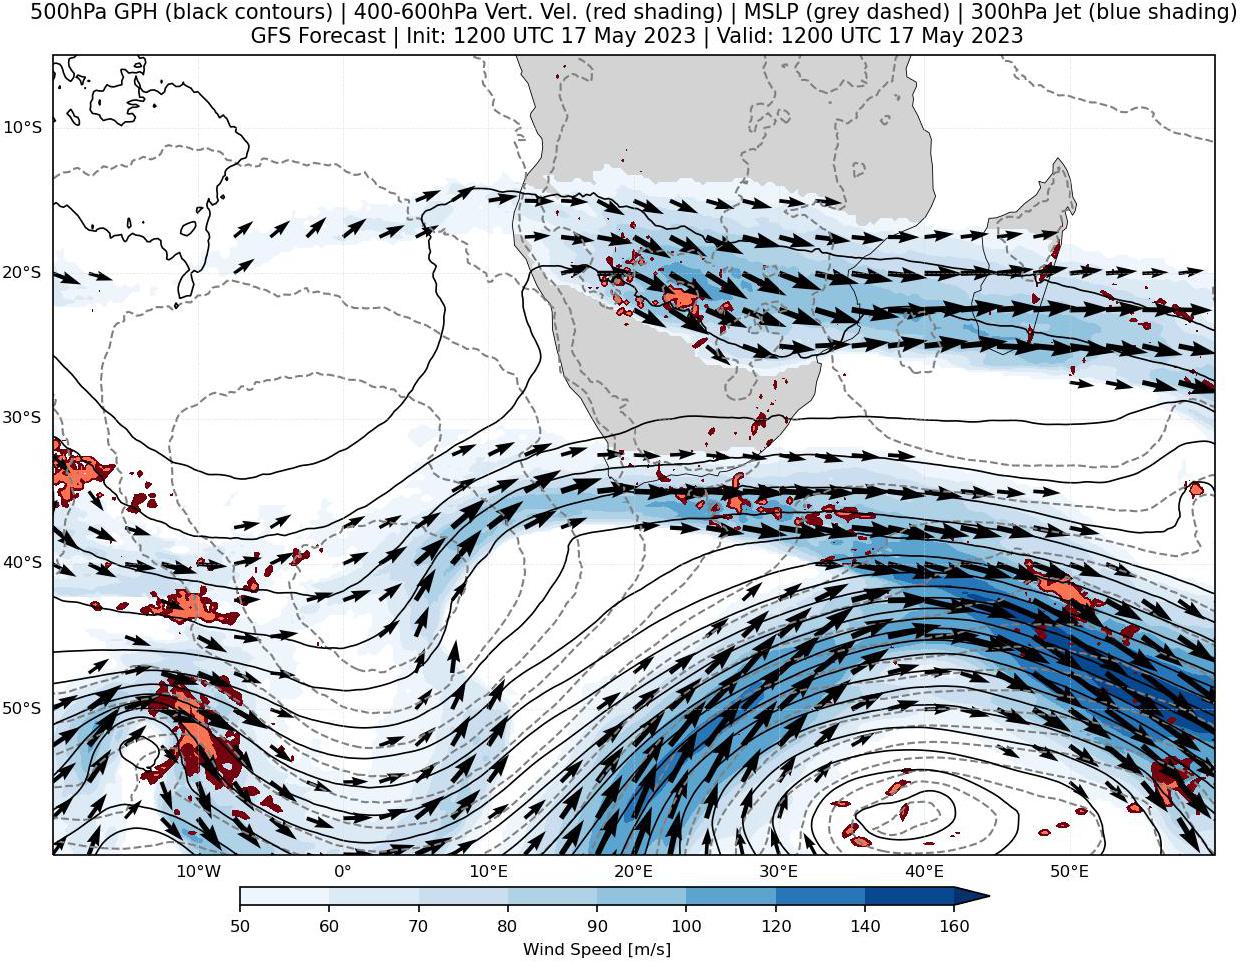 500hPa GPH (black contours) | 400-600hPa Vert. Vel. (red shading) | MSLP (grey dashed) | 300hPa Jet (blue shading)
GFS Forecast | Init: 1200 UTC 17 May 2023 | Valid: 1200 UTC 17 May 2023
10°S
20°S
30°S
40°S
50°S
10°W 0° 10°E 20°E 30°E 40°E 50°E
50 60 70 80 90 100 120 140 160
Wind Speed [m/s]